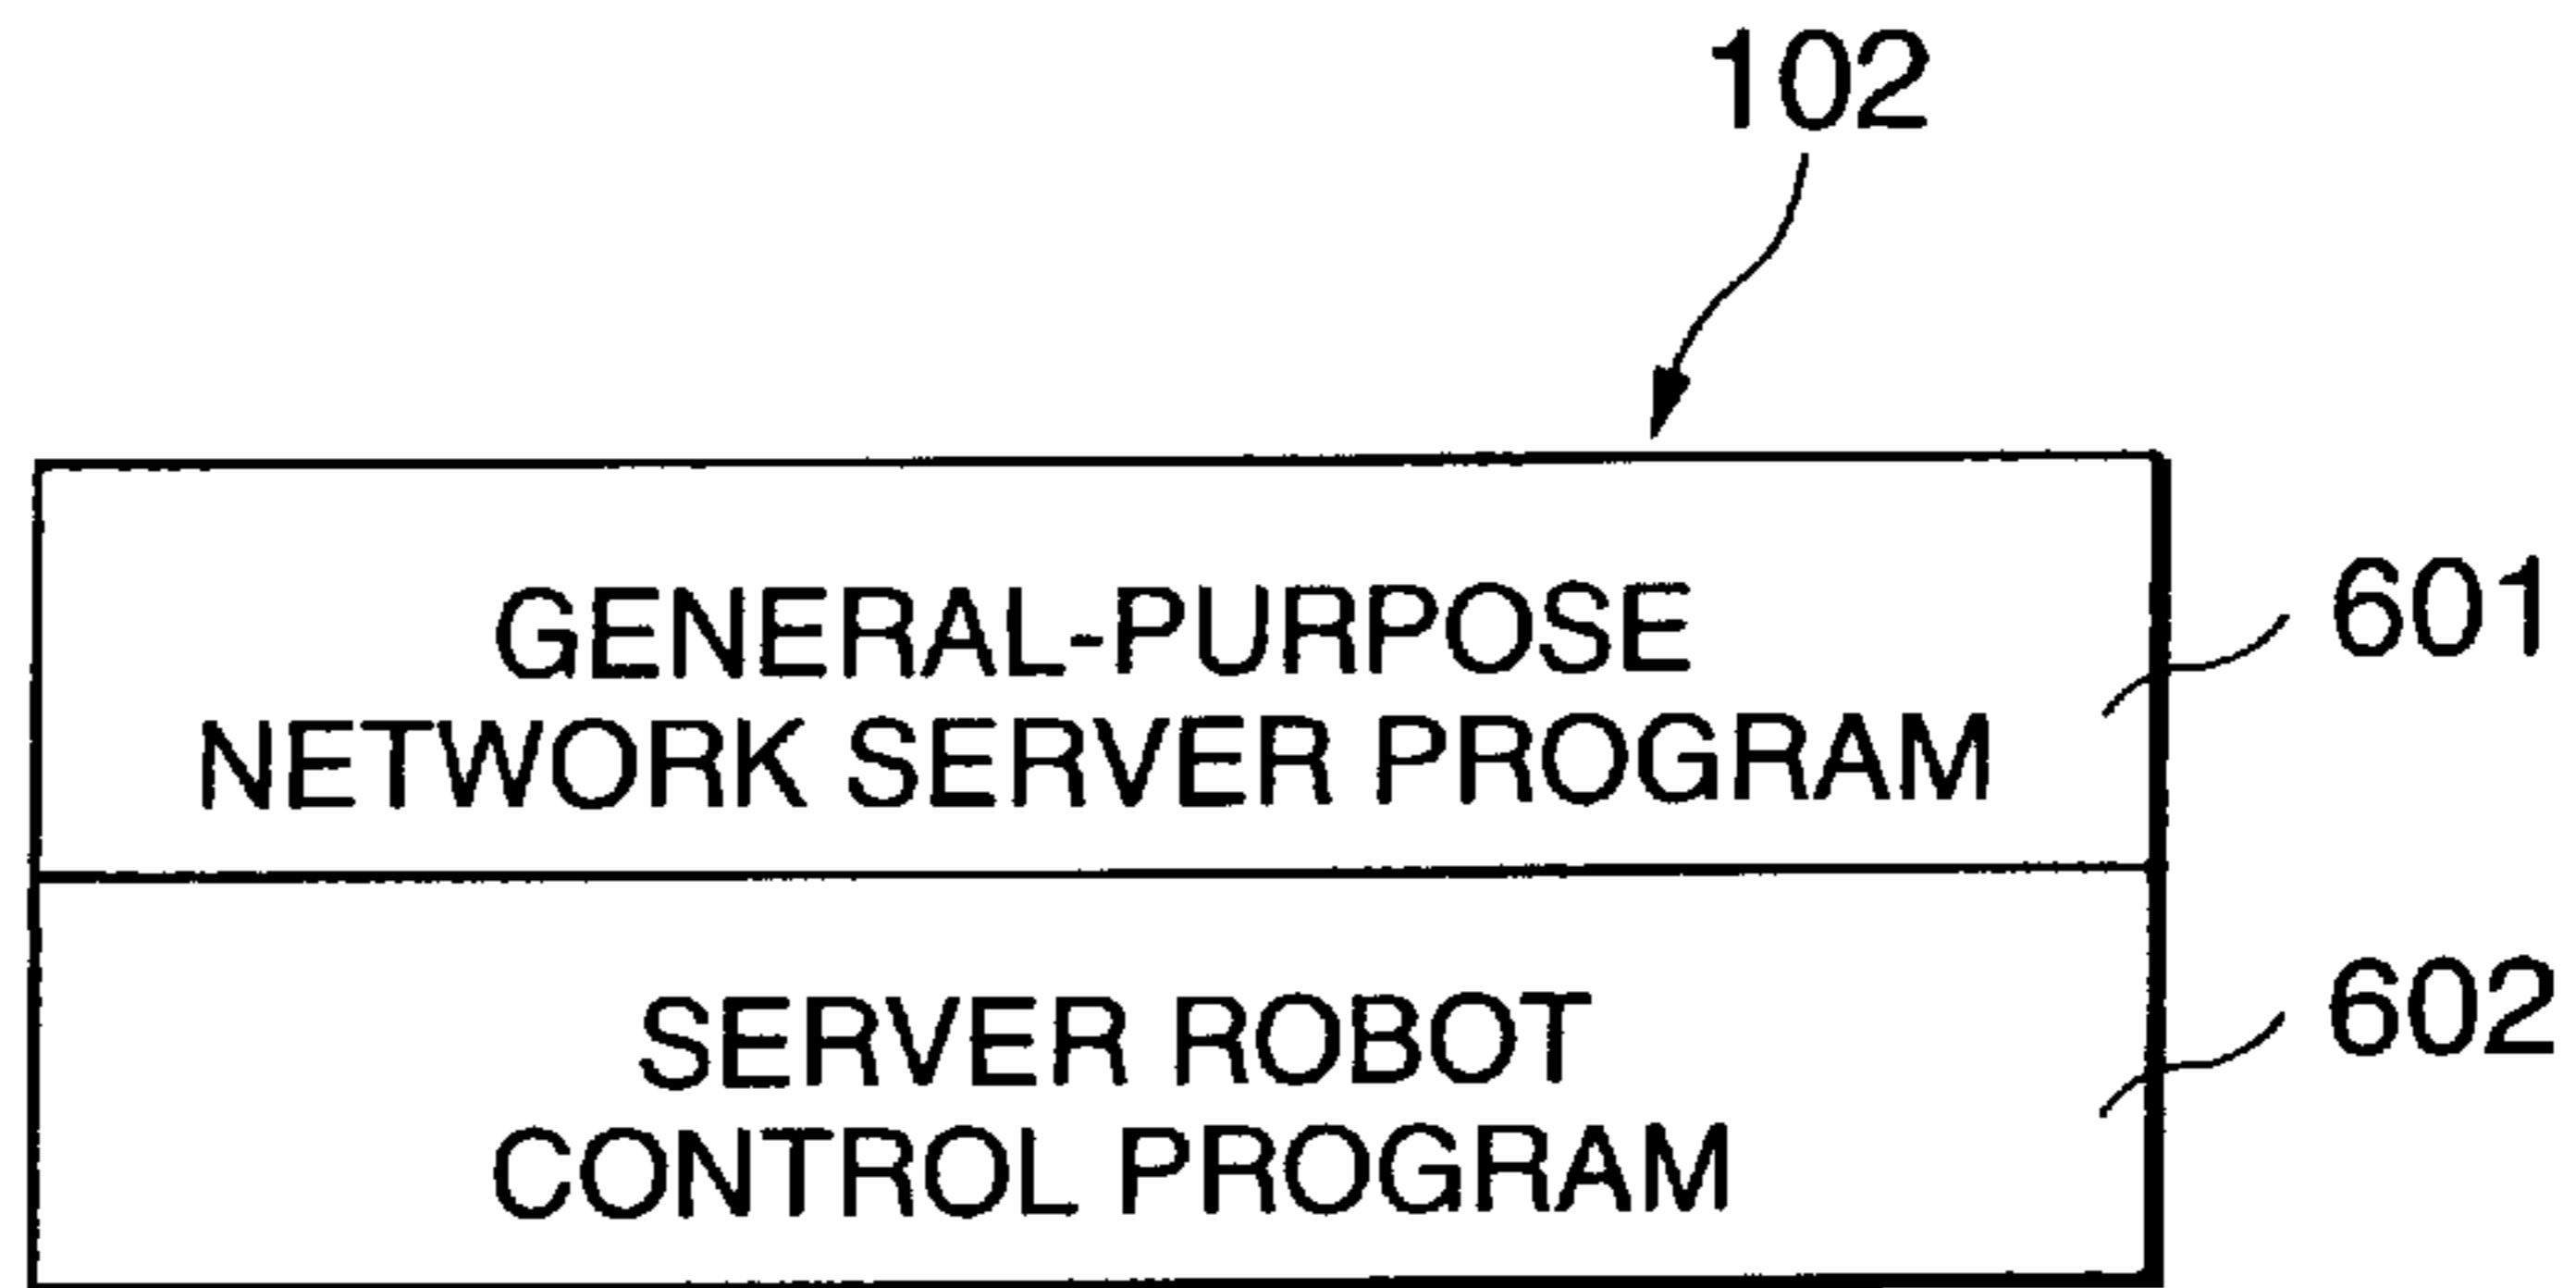 102
GENERAL-PURPOSE
NETWORK SERVER PROGRAM
601
SERVER ROBOT
CONTROL PROGRAM
602